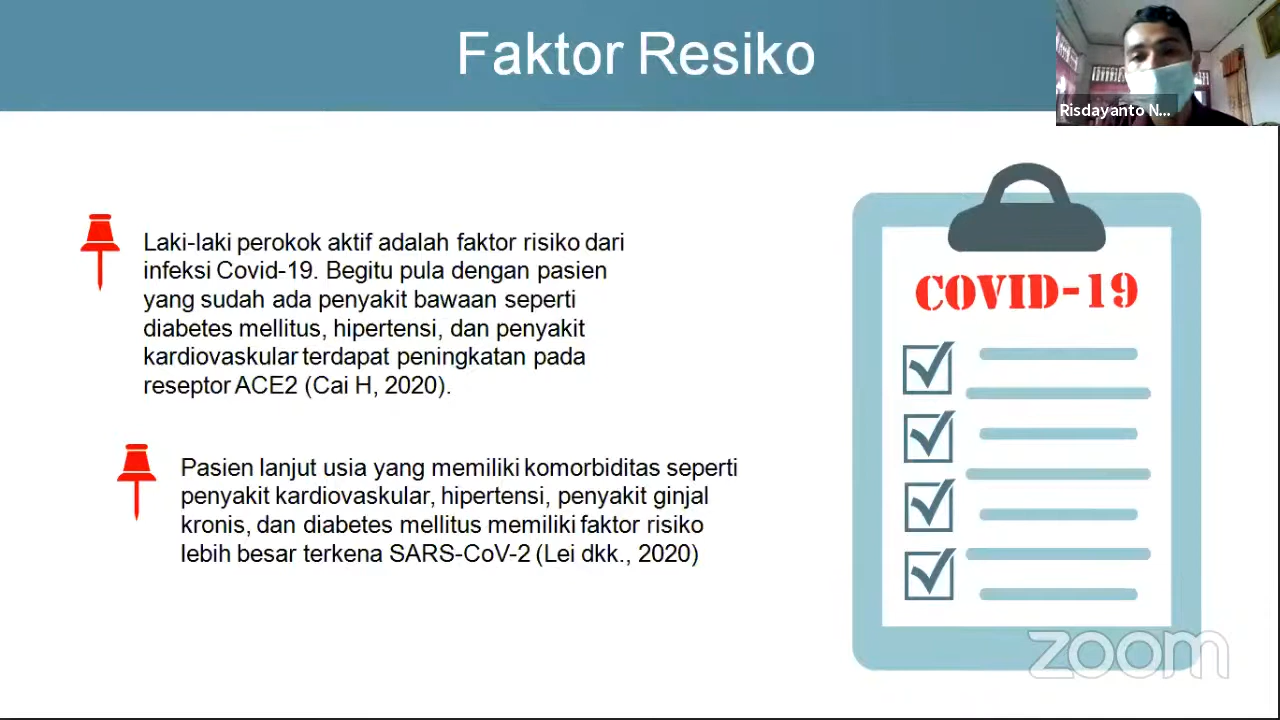 Faktor Resiko
Risdayanto N...
Laki-laki perokok aktif adalah faktor risiko dari
infeksi Covid-19. Begitu pula dengan pasien
yang sudah ada penyakit bawaan seperti
diabetes mellitus, hipertensi, dan penyakit
kardiovaskular terdapat peningkatan pada
reseptor ACE2 (Cai H, 2020).
Pasien lanjut usia yang memiliki komorbiditas seperti
penyakit kardiovaskular, hipertensi, penyakit ginjal
kronis, dan diabetes mellitus memiliki faktor risiko
lebih besar terkena SARS-CoV-2 (Lei dkk., 2020)
COVID-19
zoom